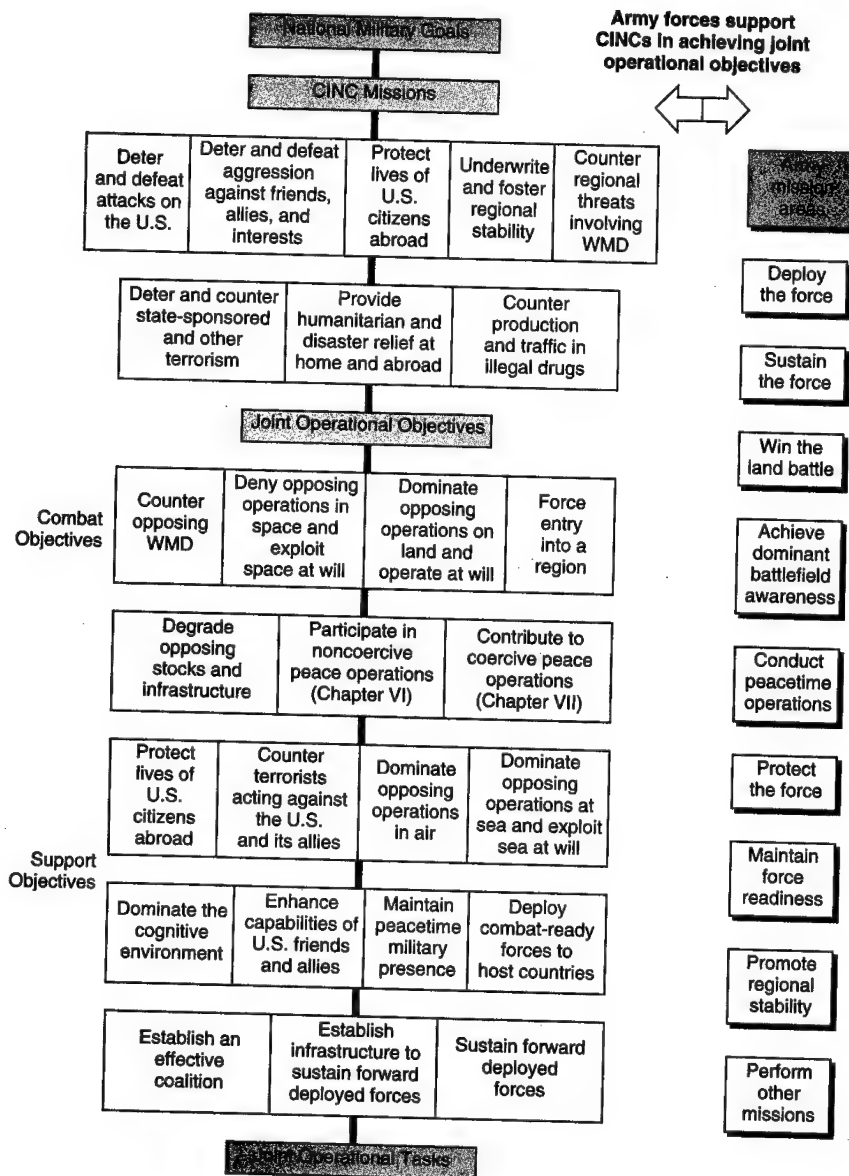 National Military Goals
Army forces support
CINCs in achieving joint
operational objectives
CINC Missions
Deter
and defeat
attacks on
the U.S.
Deter and defeat
aggression
against friends,
allies, and
interests
Protect
lives of
U.S.
citizens
abroad
Underwrite
and foster
regional
stability
Counter
regional
threats
involving
WMD
Deter and counter
state-sponsored
and other
terrorism
Provide
humanitarian and
disaster relief at
home and abroad
Counter
production
and traffic in
illegal drugs
Joint Operational Objectives
Combat
Objectives
Counter
opposing
WMD
Deny opposing
operations in
space and
exploit
space at will
Dominate
opposing
operations on
land and
operate at will
Force
entry
into a
region
Degrade
opposing
stocks and
infrastructure
Participate in
noncoercive
peace operations
(Chapter VI)
Contribute to
coercive peace
operations
(Chapter VII)
Support
Objectives
Protect
lives of
U.S.
citizens
abroad
Counter
terrorists
acting against
the U.S.
and its allies
Dominate
opposing
operations
in air
Dominate
opposing
operations at
sea and exploit
sea at will
Dominate the
cognitive
environment
Enhance
capabilities of
U.S. friends
and allies
Maintain
peacetime
military
presence
Deploy
combat-ready
forces to
host countries
Establish an
effective
coalition
Establish
infrastructure to
sustain forward
deployed forces
Sustain forward
deployed
forces
Joint Operational Tasks
Army
mission
areas
Deploy
the force
Sustain
the force
Win the
land battle
Achieve
dominant
battlefield
awareness
Conduct
peacetime
operations
Protect
the force
Maintain
force
readiness
Promote
regional
stability
Perform
other
missions